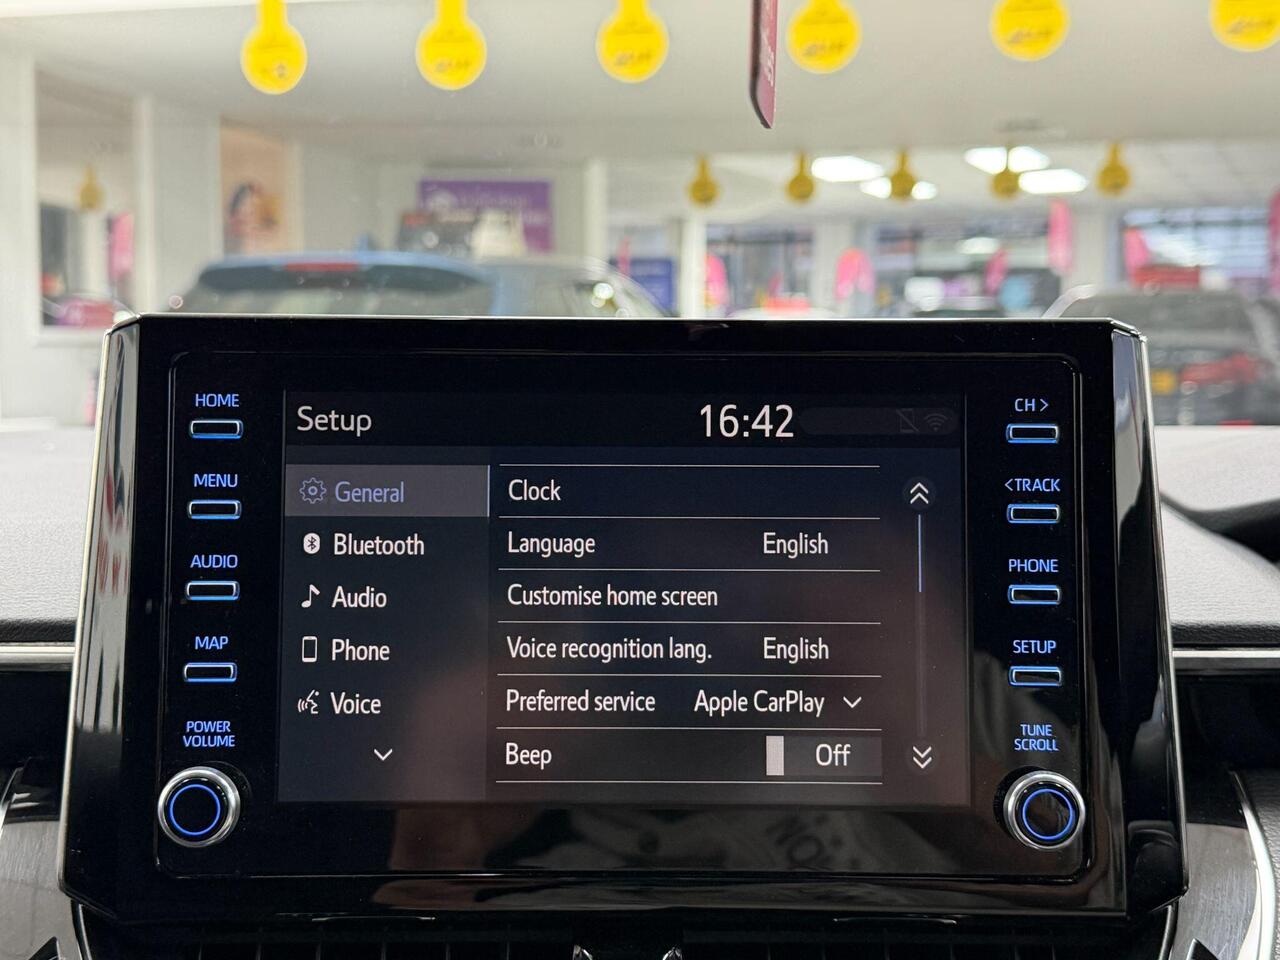 HOME
MENU
AUDIO
MAP
POWER
VOLUME
Setup
16:42
General
Bluetooth
Audio
Phone
Voice
Clock
Language English
Customise home screen
Voice recognition lang. English
Preferred service Apple CarPlay
Beep Off
CH >
< TRACK
PHONE
SETUP
TUNE
SCROLL